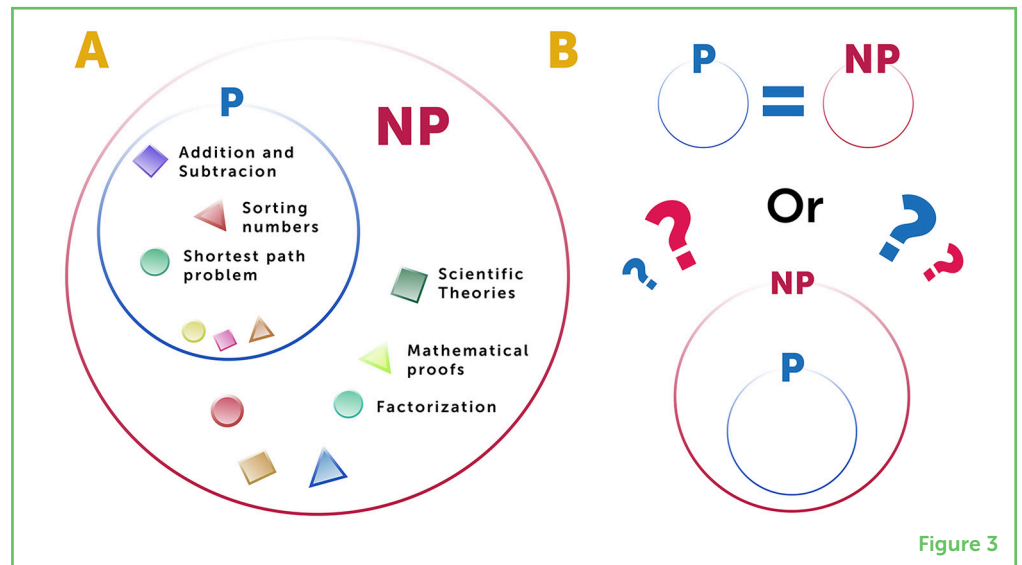 A
P
NP
Addition and
Subtracion
Sorting
numbers
Shortest path
problem
Scientific
Theories
Mathematical
proofs
Factorization
B
P = NP
Or
? ? ? ?
NP
P
Figure 3